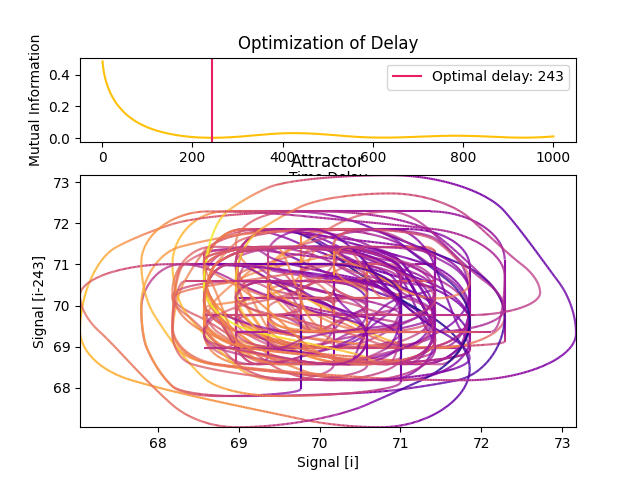 Optimization of Delay
Mutual Information
0.4
0.2
0.0
Optimal delay: 243
0 200 400 600 800 1000
Time Delay
Attractor
Signal [i-243]
73
72
71
70
69
68
68 69 70 71 72 73
Signal [i]